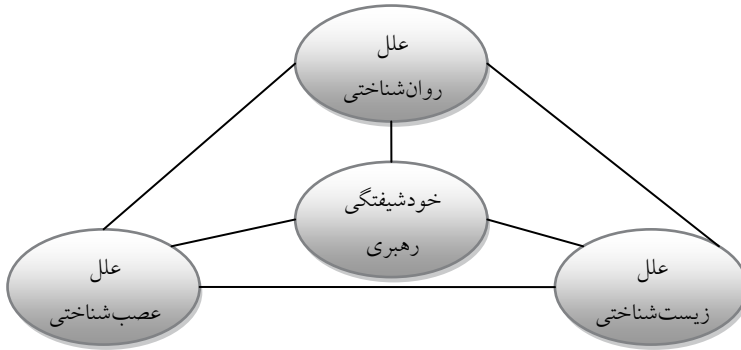 علل
روان‌شناختی
خودشیفتگی
رهبری
علل
زیست‌شناختی
علل
عصب‌شناختی